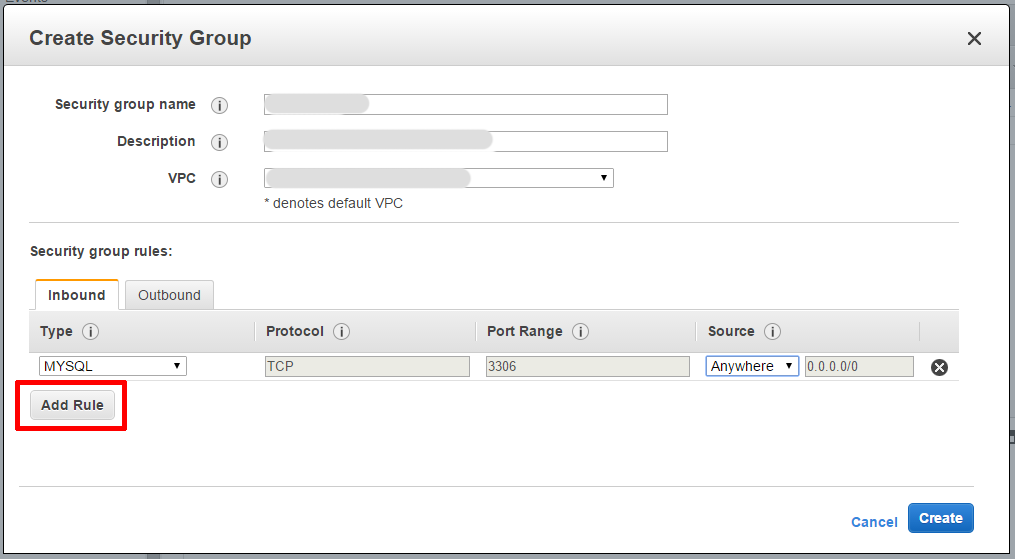 Events
Create Security Group
Security group name
Description
VPC
* denotes default VPC
Security group rules:
Inbound Outbound
Type Protocol Port Range Source
MYSQL TCP 3306 Anywhere 0.0.0.0/0
Add Rule
Cancel Create